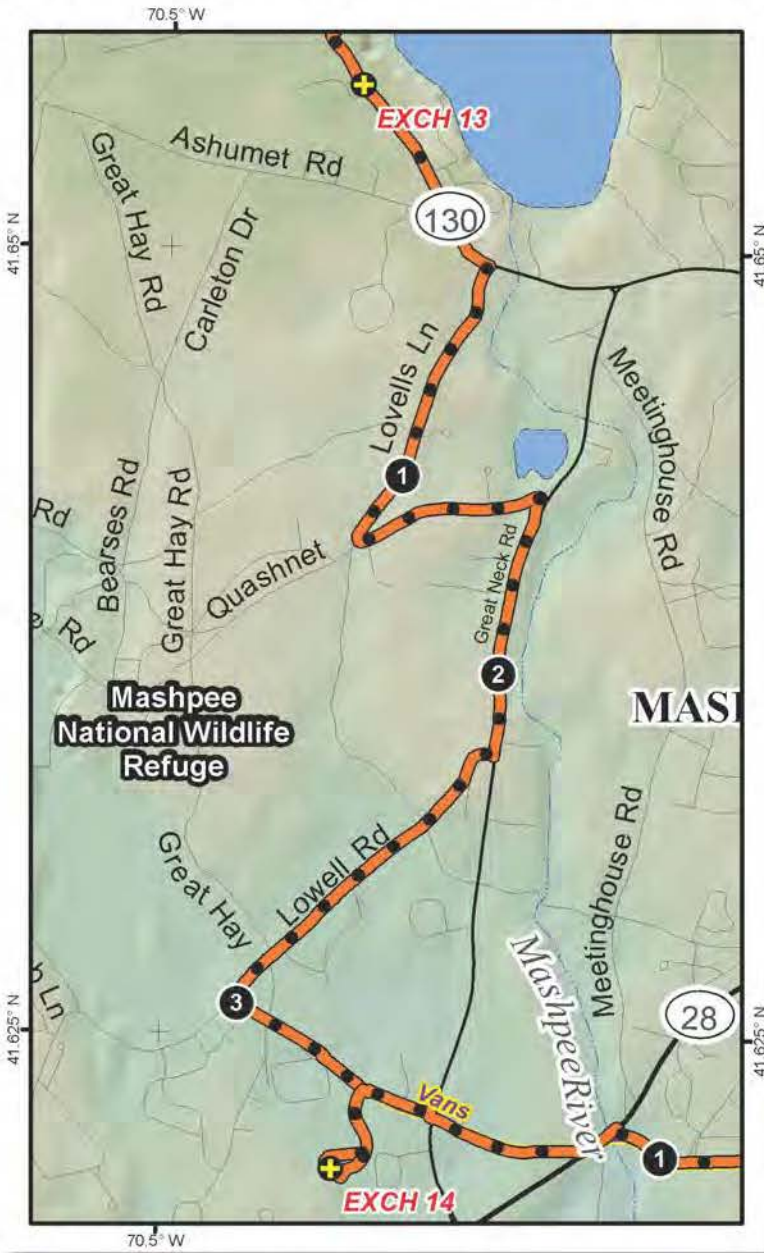 70.5° W
EXCH 13
Ashumet Rd
Great Hay Rd
130
41.65° N
41.65° N
Carleton Dr
Lovells Ln
Meetinghouse Rd
1
Rd
Bearses Rd
Great Hay Rd
Quashnet
Great Neck Rd
Rd
2
Mashpee
National Wildlife
Refuge
MAS
Lowell Rd
Great Hay
Meetinghouse Rd
Mashpee River
3
Ln
28
41.625° N
41.625° N
Vans
1
EXCH 14
70.5° W